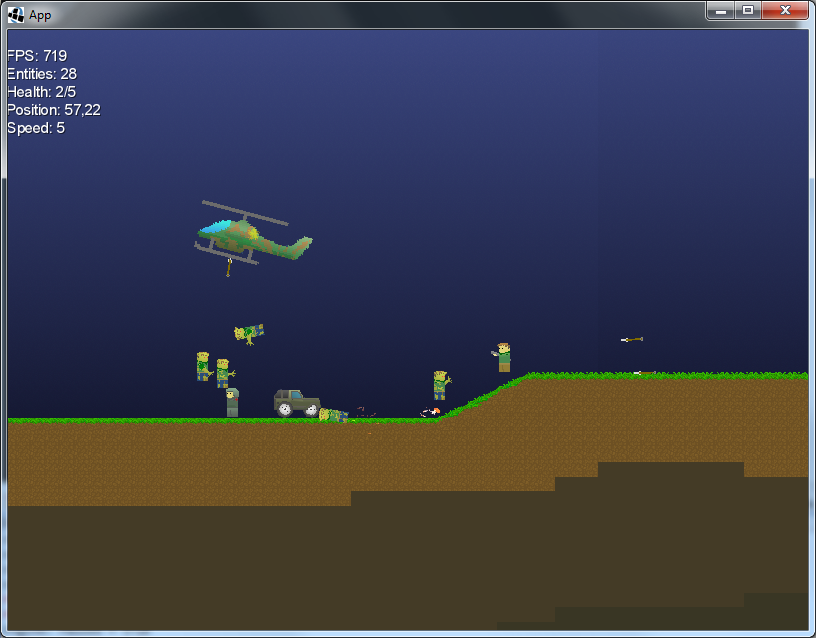 App
FPS: 719
Entities: 28
Health: 2/5
Position: 57,22
Speed: 5